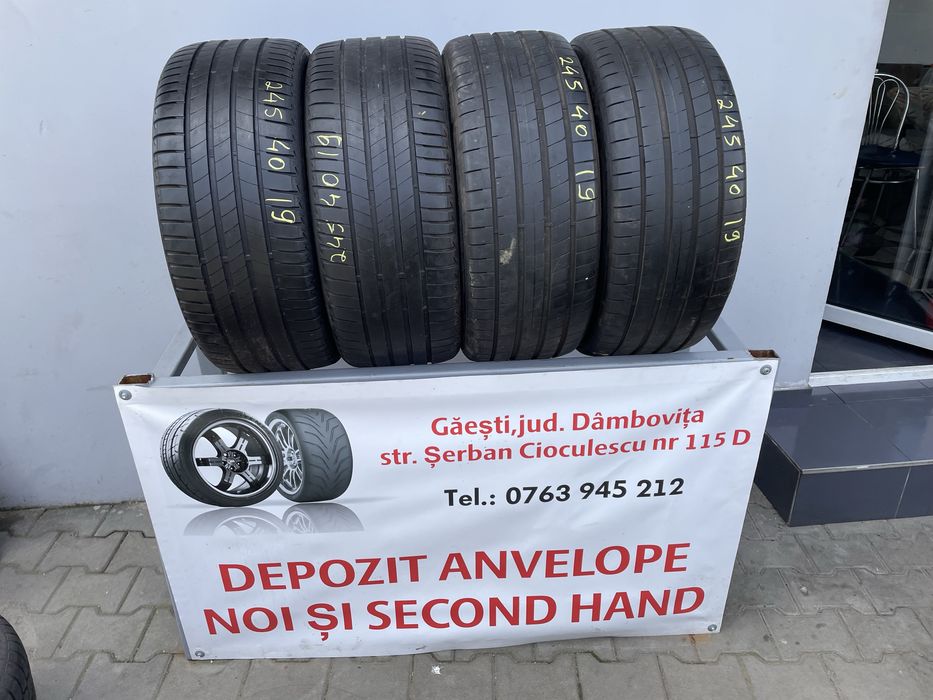 245 40 19
245 40 19
245 40 19
245 40 19
Găești,jud. Dâmbovița
str. Șerban Cioculescu nr 115 D
Tel.: 0763 945 212
DEPOZIT ANVELOPE
NOI ȘI SECOND HAND